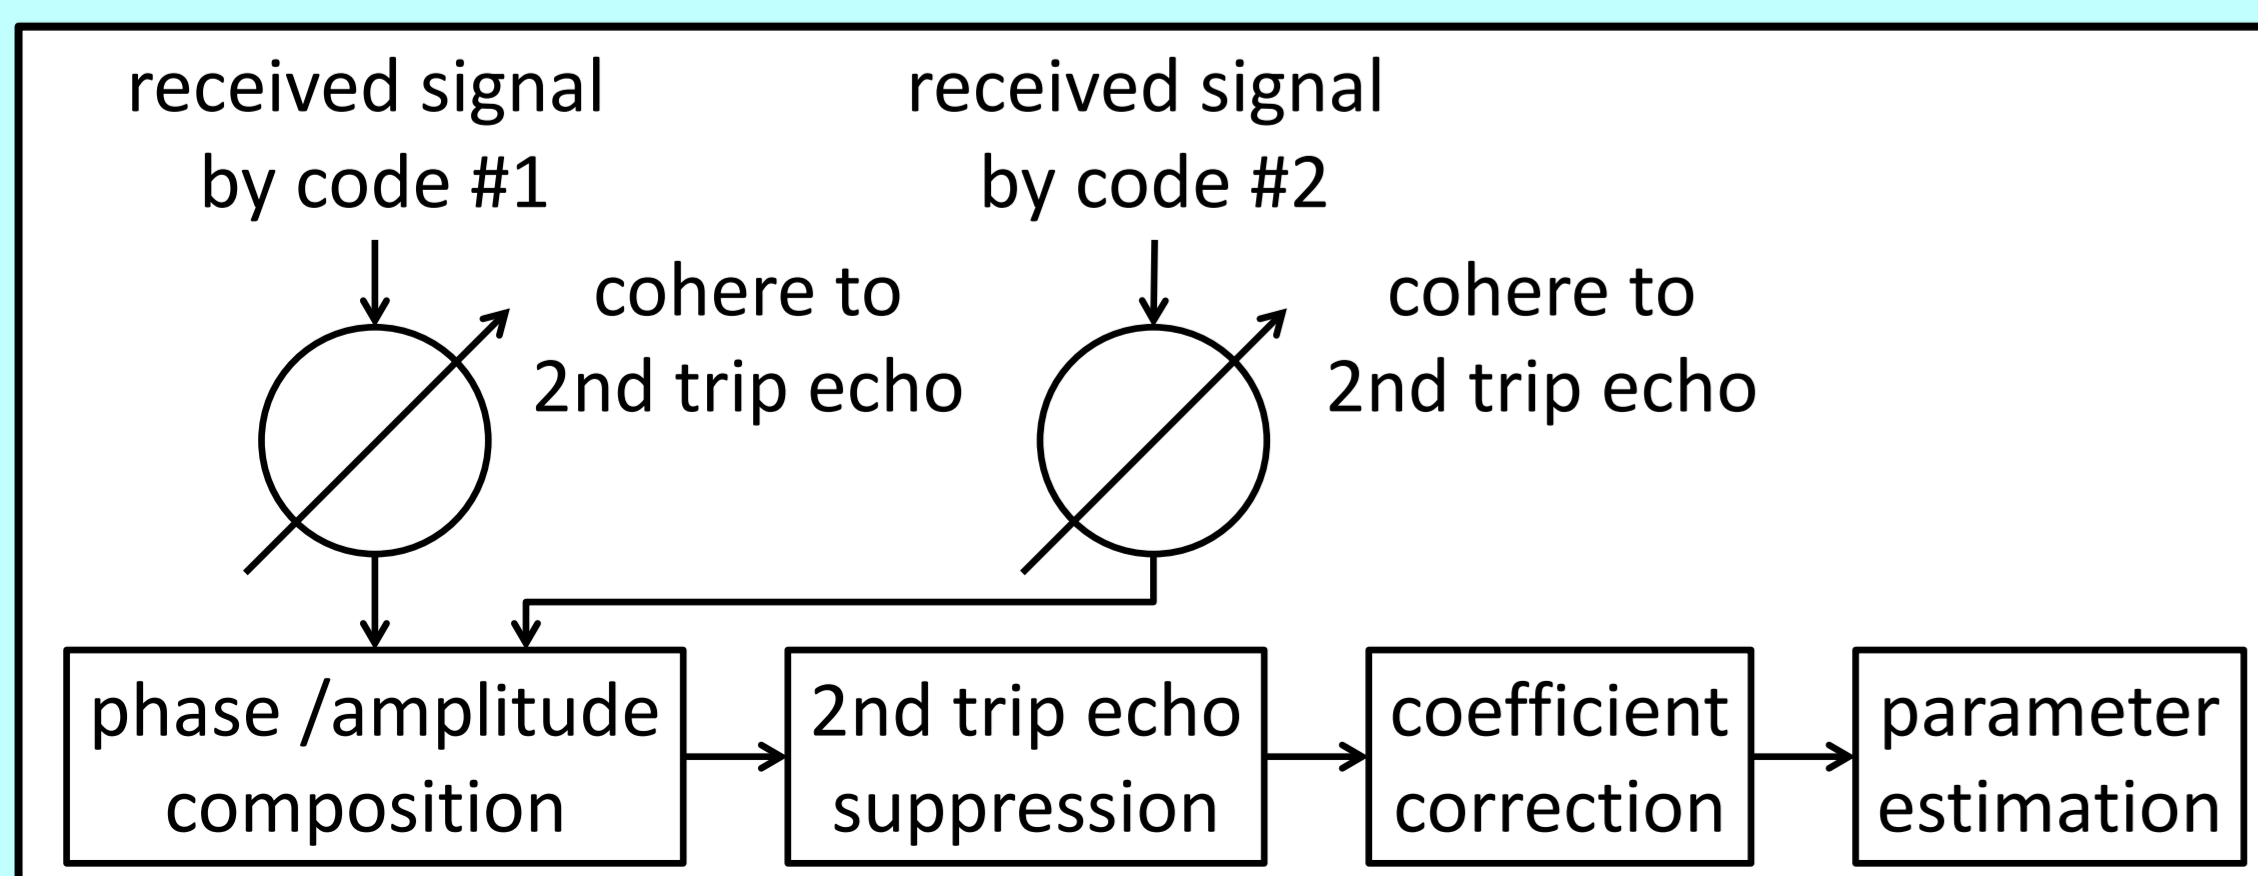 received signal
by code #1
received signal
by code #2
cohere to
2nd trip echo
cohere to
2nd trip echo
phase /amplitude
composition
2nd trip echo
suppression
coefficient
correction
parameter
estimation